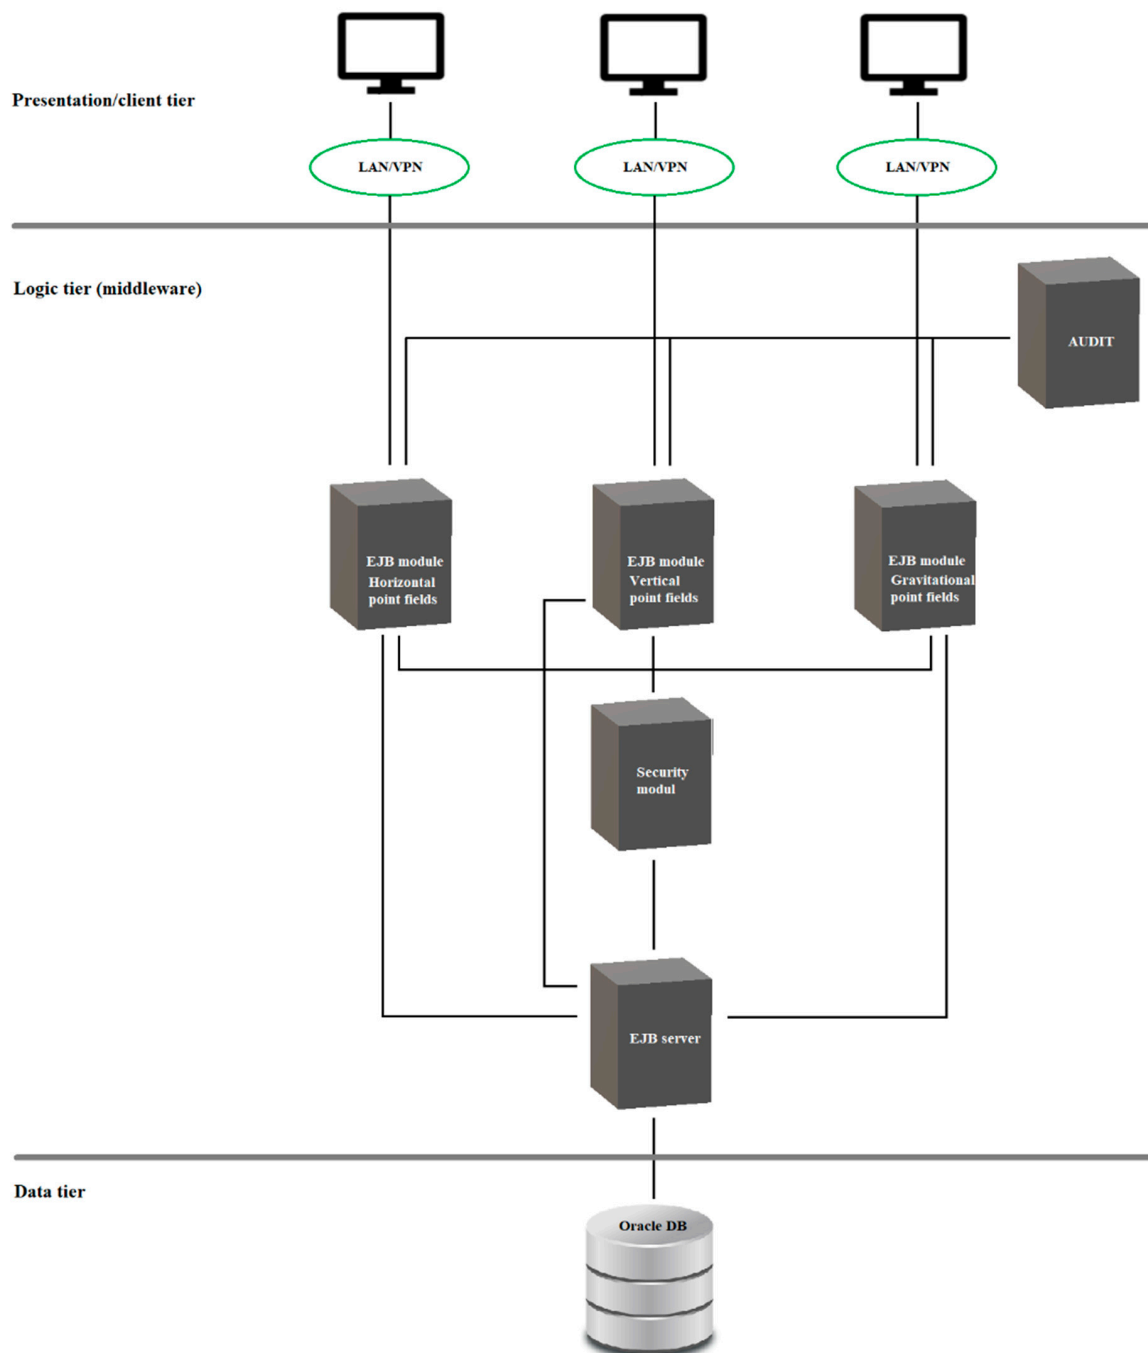 Presentation/client tier
LAN/VPN
LAN/VPN
LAN/VPN
Logic tier (middleware)
AUDIT
EJB module
Horizontal
point fields
EJB module
Vertical
point fields
EJB module
Gravitational
point fields
Security
modul
EJB server
Data tier
Oracle DB